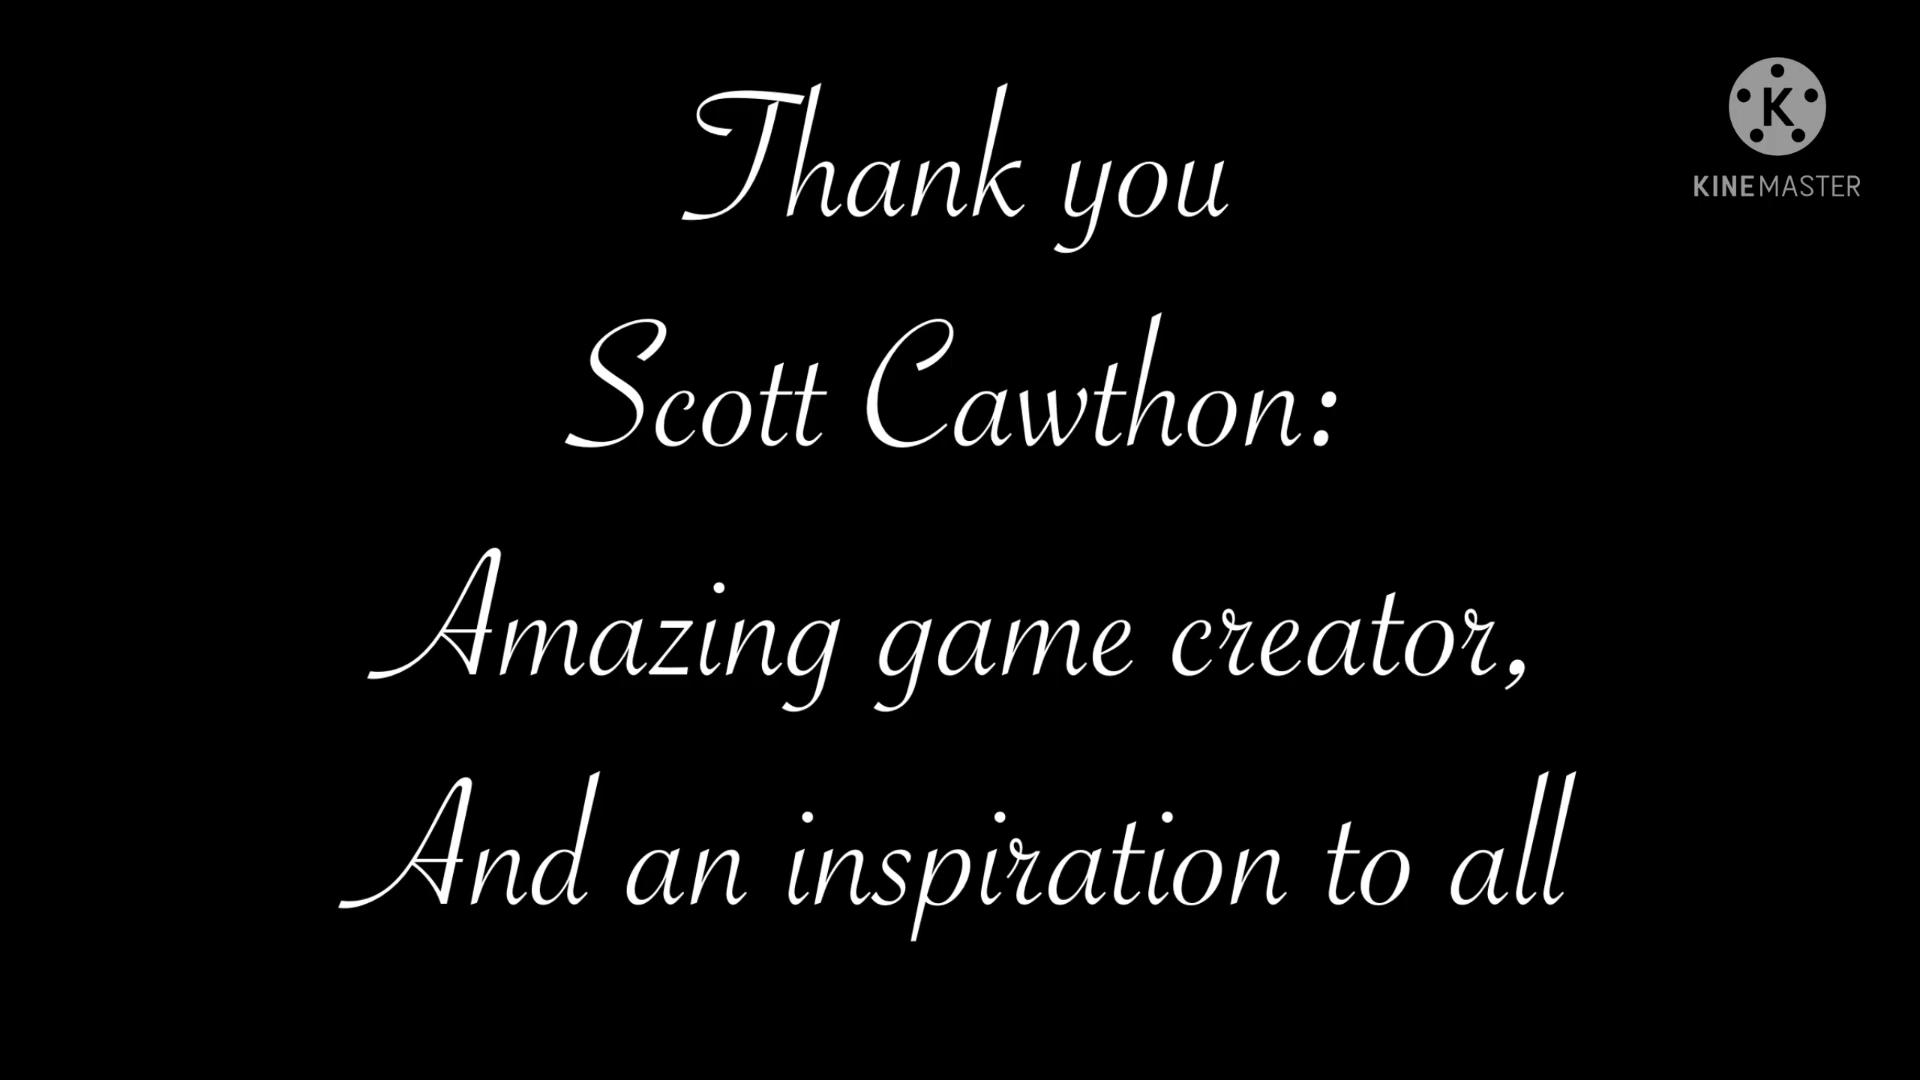 Thank you
K
KINEMASTER
Scott Cawthon:
Amazing game creator,
And an inspiration to all